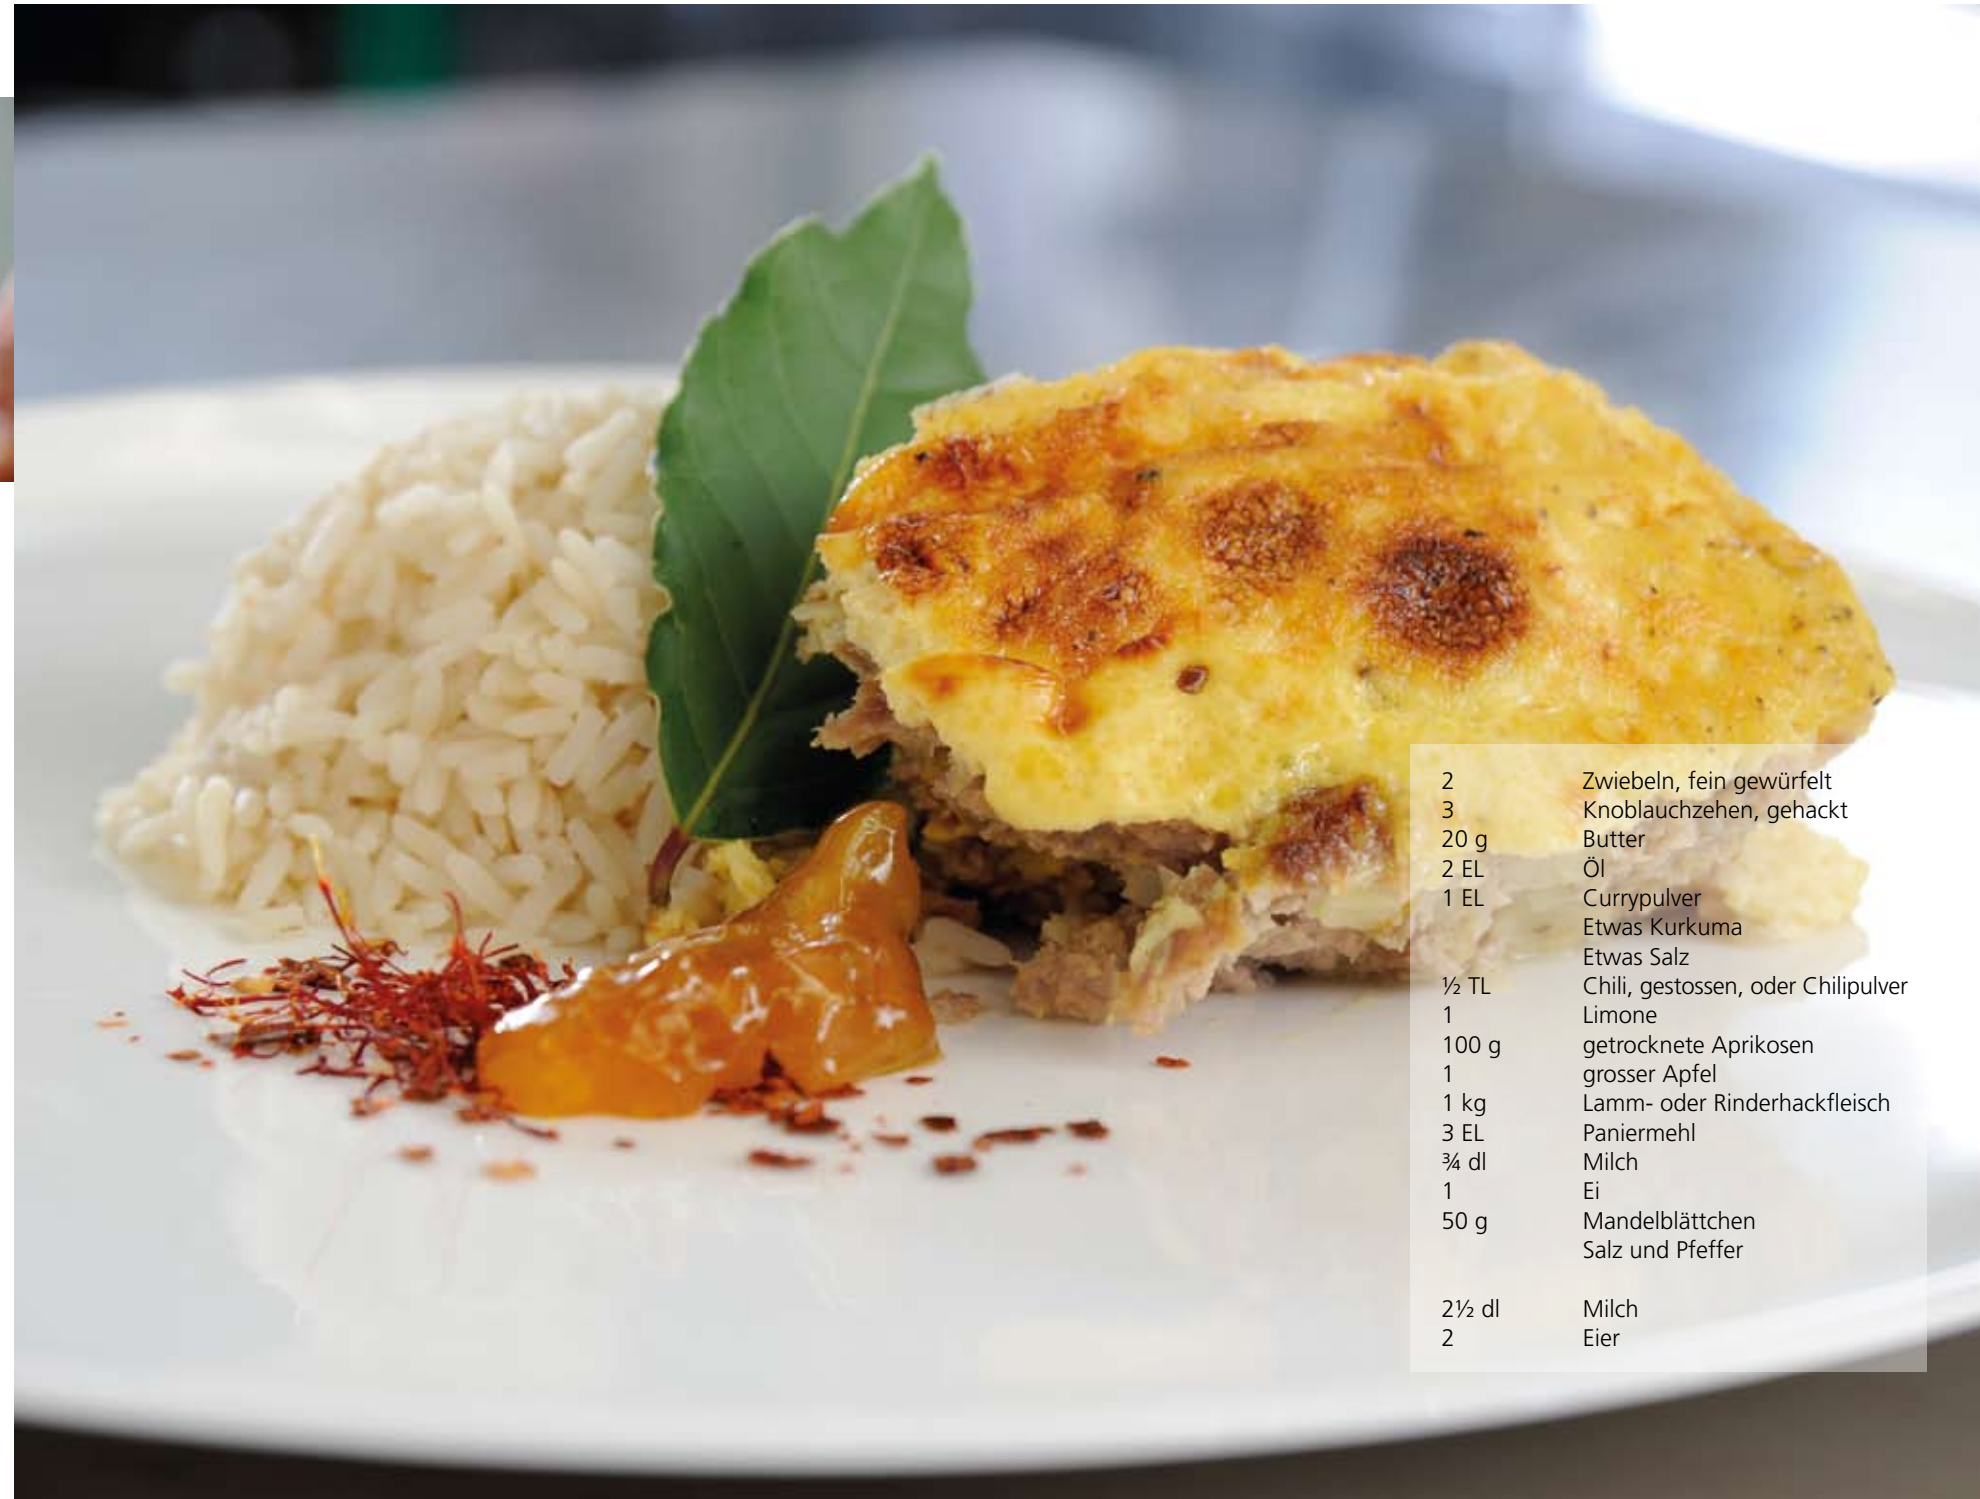 2 Zwiebeln, fein gewürfelt
3 Knoblauchzehen, gehackt
20 g Butter
2 EL Öl
1 EL Currypulver
Etwas Kurkuma
Etwas Salz
½ TL Chili, gestossen, oder Chilipulver
1 Limone
100 g getrocknete Aprikosen
1 grosser Apfel
1 kg Lamm- oder Rinderhackfleisch
3 EL Paniermehl
¾ dl Milch
1 Ei
50 g Mandelblättchen
Salz und Pfeffer
2½ dl Milch
2 Eier